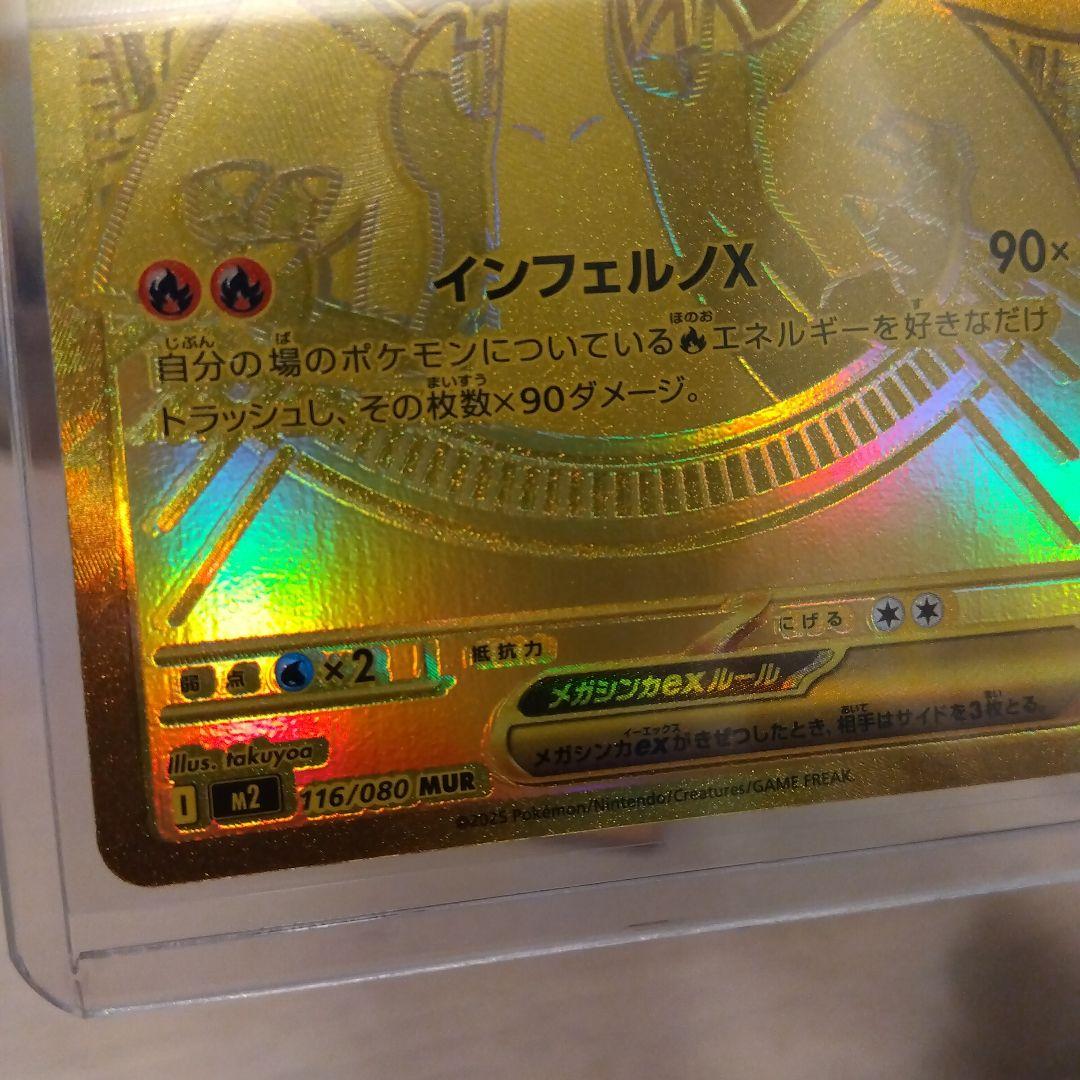 インフェルノX 90×
自分の場のポケモンについている エネルギーを好きなだけ
トラッシュし、その枚数×90ダメージ。
じぶん ば ほのお す
まいすう
にげる
弱点 ×2 抵抗力
メガシンカexルール
メガシンカexがきぜつしたとき、相手はサイドを3枚とる。
イーエックス あいて まい
Illus. takuyoa
I M2 116/080 MUR
©2025 Pokémon/Nintendo/Creatures/GAME FREAK.